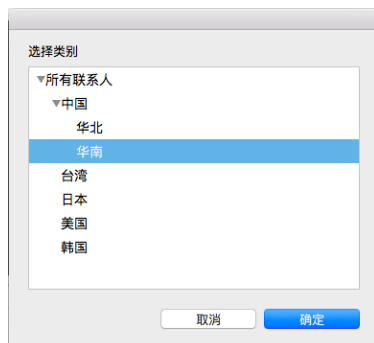 选择类别
所有联系人
中国
华北
华南
台湾
日本
美国
韩国
取消
确定